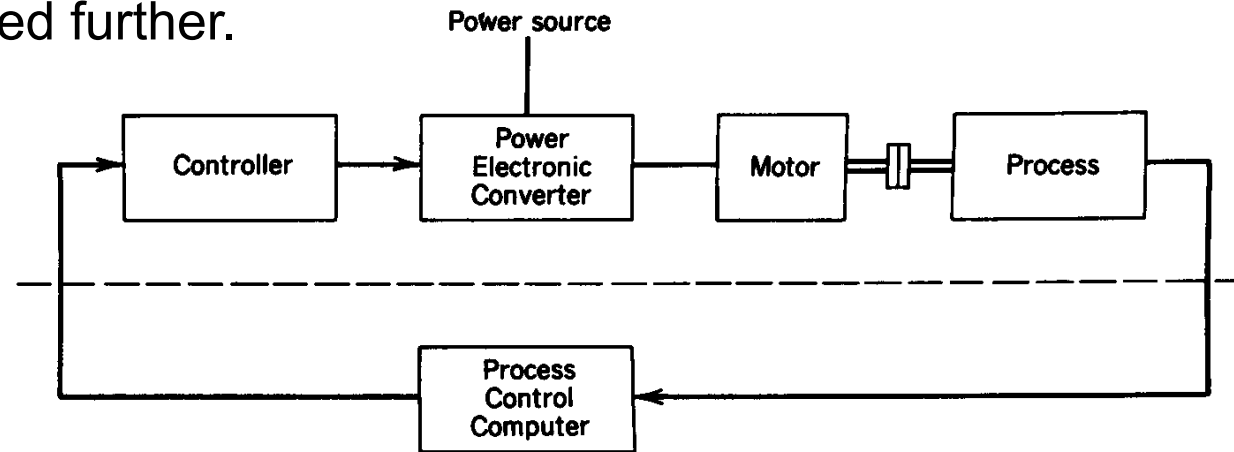 ed further.
Power source
Controller
Power
Electronic
Converter
Motor
Process
Process
Control
Computer